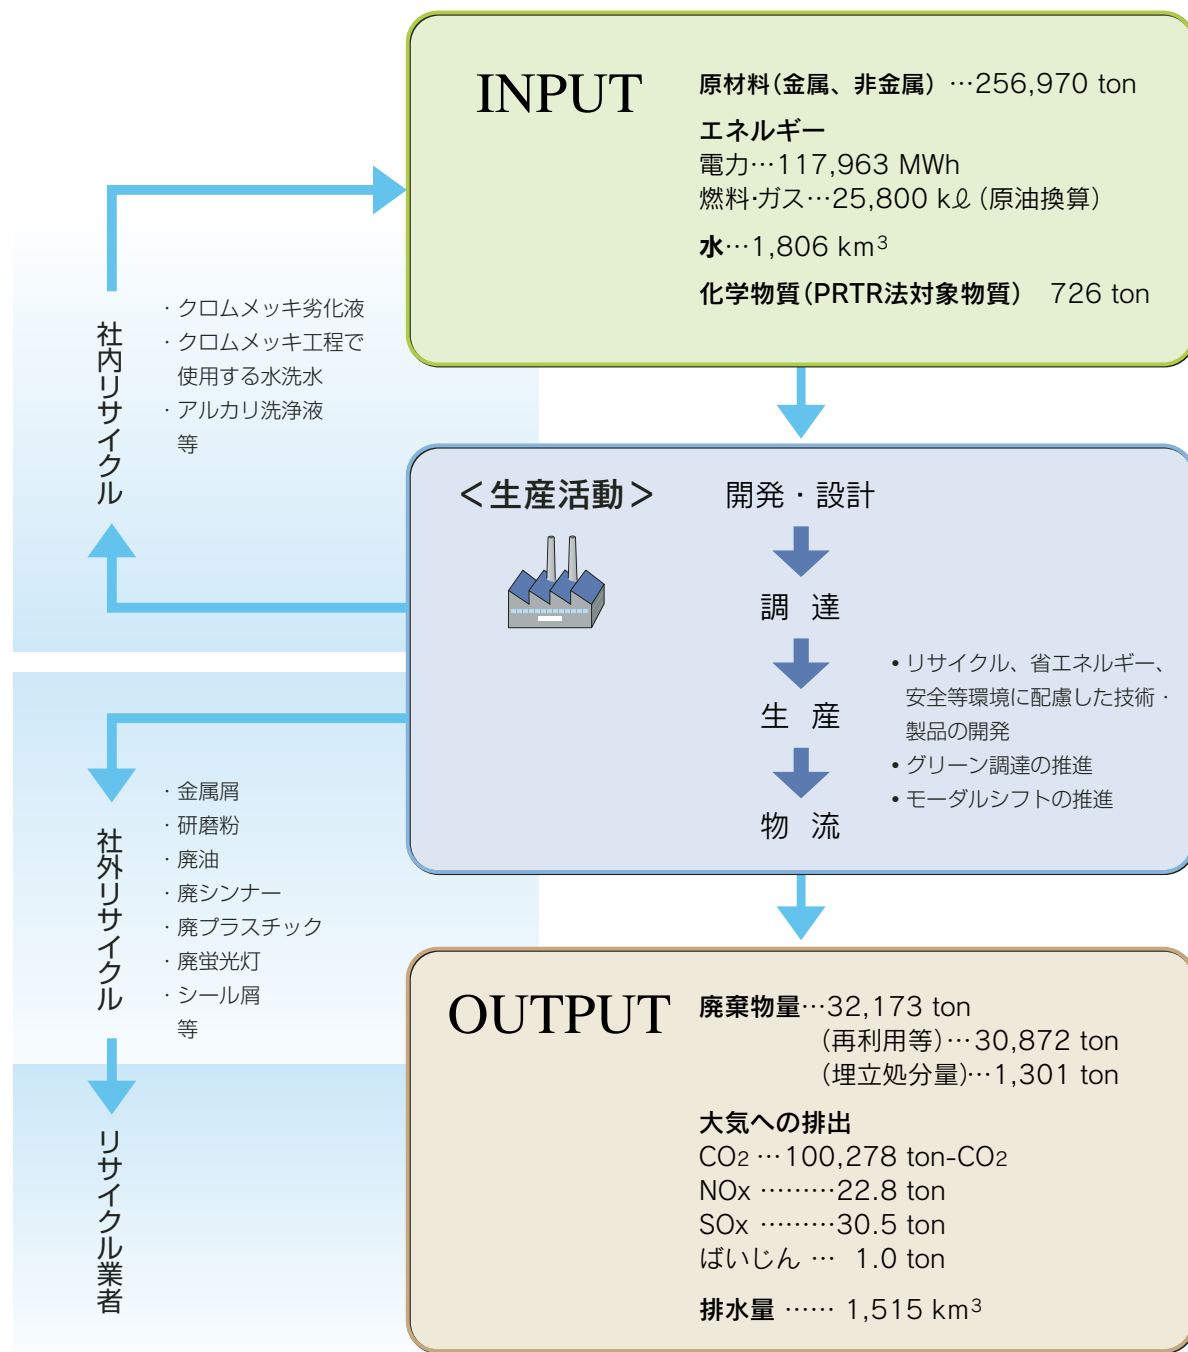 INPUT
原材料(金属、非金属) …256,970 ton
エネルギー
電力…117,963 MWh
燃料・ガス…25,800 kℓ (原油換算)
水…1,806 km³
化学物質(PRTR法対象物質) 726 ton
社内リサイクル
・クロムメッキ劣化液
・クロムメッキ工程で
使用する水洗水
・アルカリ洗浄液
等
＜生産活動＞
開発・設計
調 達
生 産
物 流
• リサイクル、省エネルギー、
安全等環境に配慮した技術・
製品の開発
• グリーン調達の推進
• モーダルシフトの推進
社外リサイクル
・金属屑
・研磨粉
・廃油
・廃シンナー
・廃プラスチック
・廃蛍光灯
・シール屑
等
リサイクル業者
OUTPUT
廃棄物量…32,173 ton
(再利用等)…30,872 ton
(埋立処分量)…1,301 ton
大気への排出
CO2 …100,278 ton-CO2
NOx ………22.8 ton
SOx ………30.5 ton
ばいじん … 1.0 ton
排水量 …… 1,515 km³